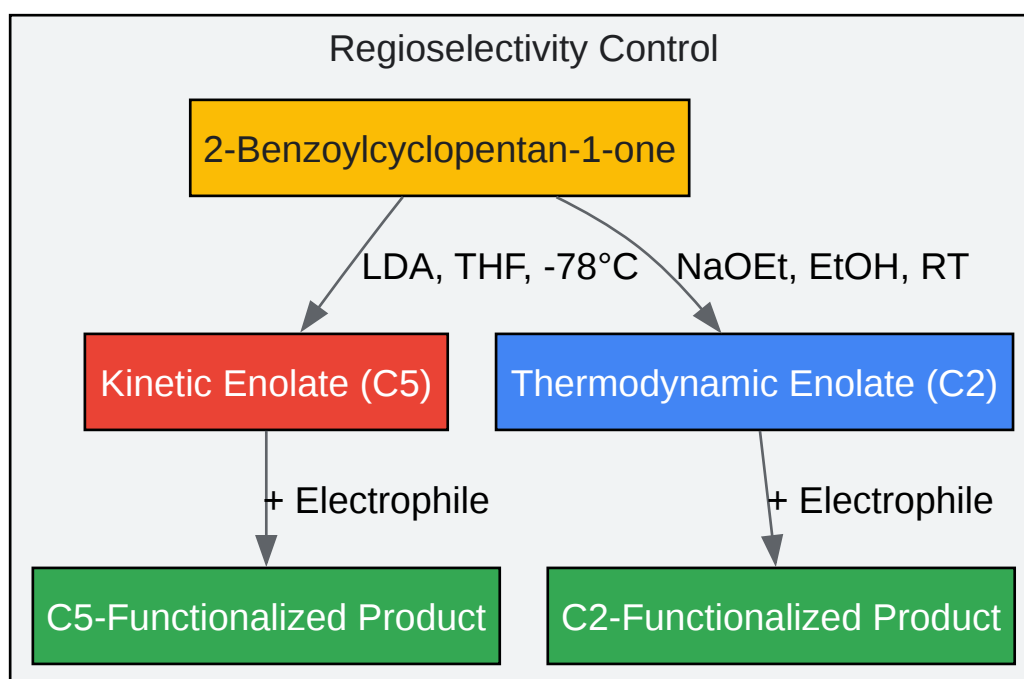 Regioselectivity Control
2-Benzoylcyclopentan-1-one
LDA, THF, -78°C
NaOEt, EtOH, RT
Kinetic Enolate (C5)
Thermodynamic Enolate (C2)
+ Electrophile
+ Electrophile
C5-Functionalized Product
C2-Functionalized Product